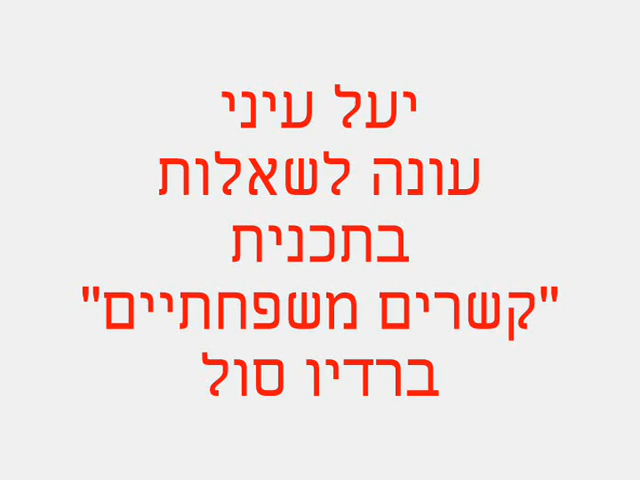 יעל עיני
עונה לשאלות
בתכנית
"קשרים משפחתיים"
ברדיו סול